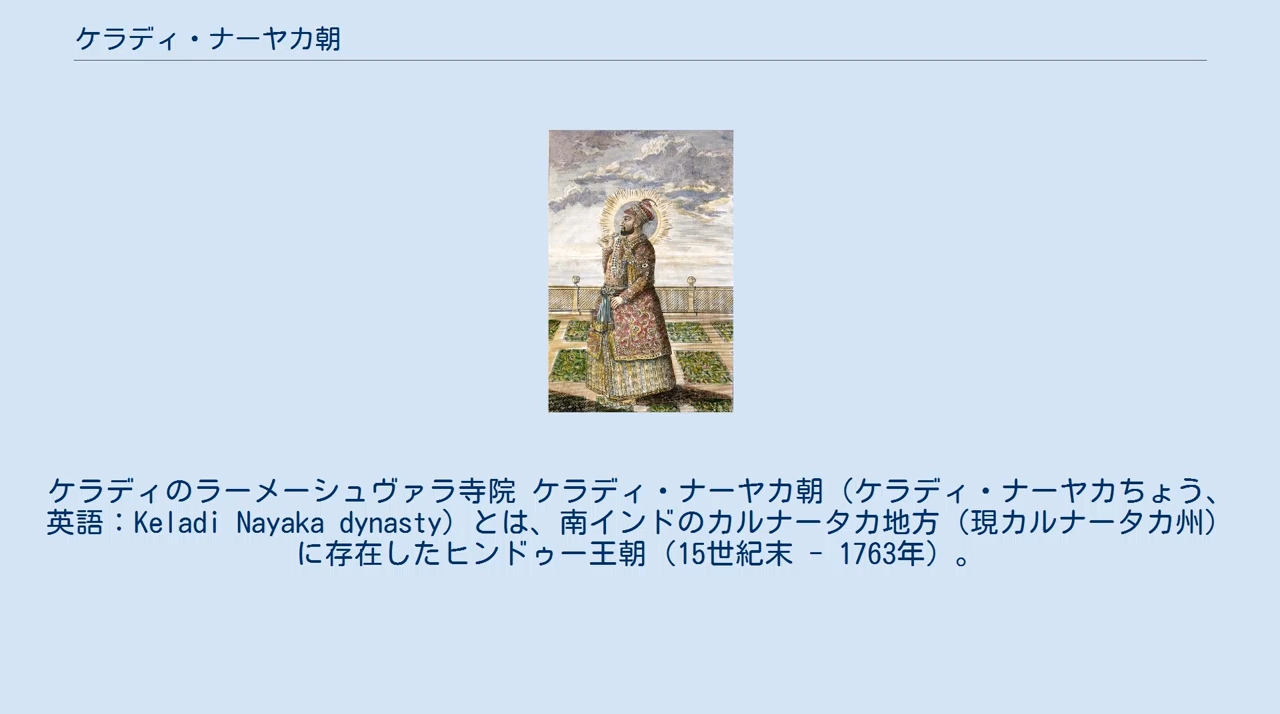 ケラディ・ナーヤカ朝
ケラディのラーメーシュヴァラ寺院 ケラディ・ナーヤカ朝（ケラディ・ナーヤカちょう、
英語：Keladi Nayaka dynasty）とは、南インドのカルナータカ地方（現カルナータカ州）
に存在したヒンドゥー王朝（15世紀末 - 1763年）。